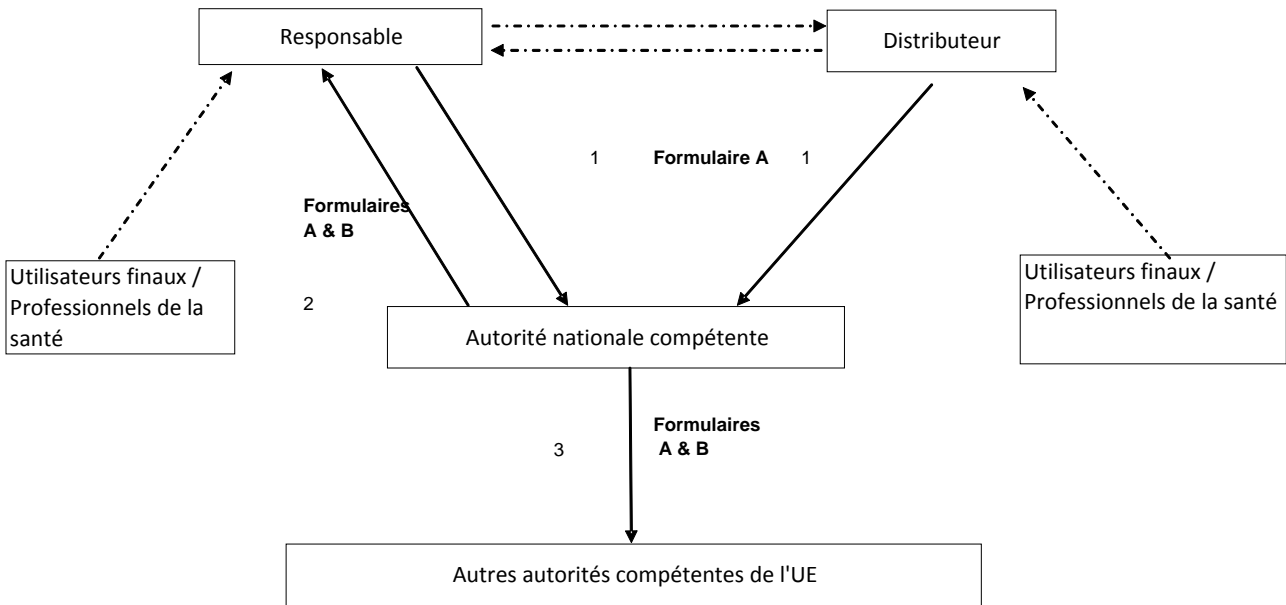 Responsable
Distributeur
1 Formulaire A 1
Formulaires
A & B
Utilisateurs finaux /
Professionnels de la
santé
2
Utilisateurs finaux /
Professionnels de la santé
Autorité nationale compétente
Formulaires
A & B
3
Autres autorités compétentes de l'UE